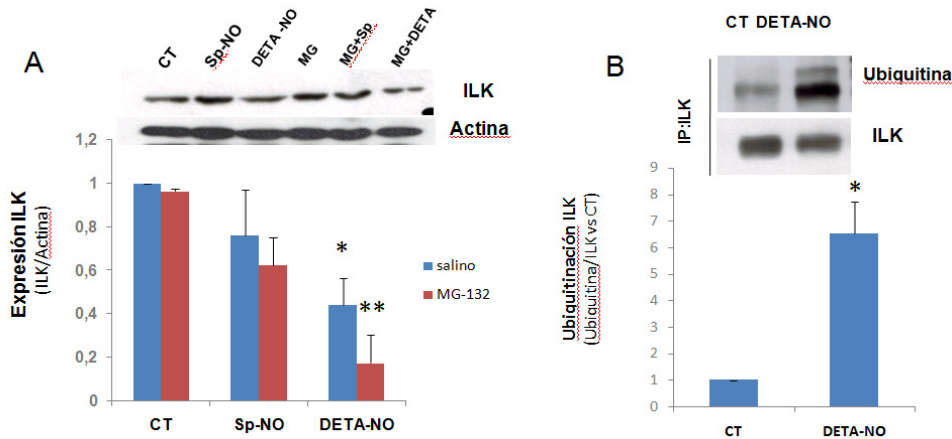 A
CT Sp-NO DETA-NO MG MG+Sp MG+DETA
ILK
Actina
1,2
1
0,8
0,6
0,4
0,2
0
Expresión ILK
(ILK/Actina)
*
**
salino
MG-132
CT Sp-NO DETA-NO
B
CT DETA-NO
IP:ILK
Ubiquitina
ILK
9
8
7
6
5
4
3
2
1
0
Ubiquitinación ILK
(Ubiquitina/ILK vs CT)
*
CT DETA-NO